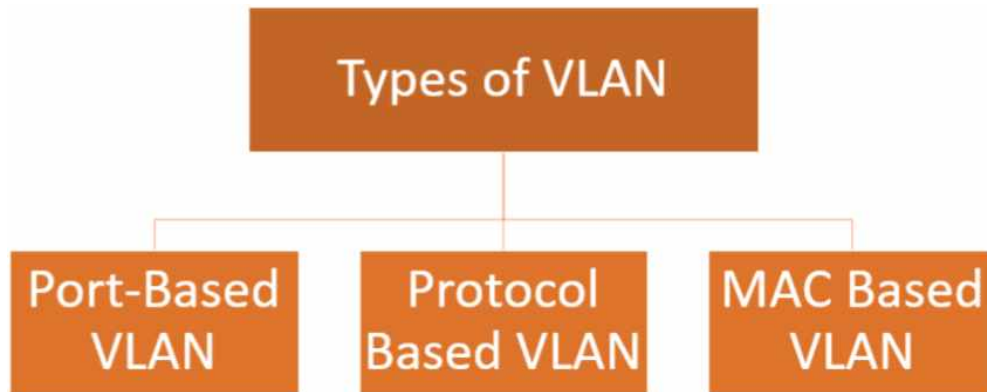 Types of VLAN
Port-Based
VLAN
Protocol
Based VLAN
MAC Based
VLAN